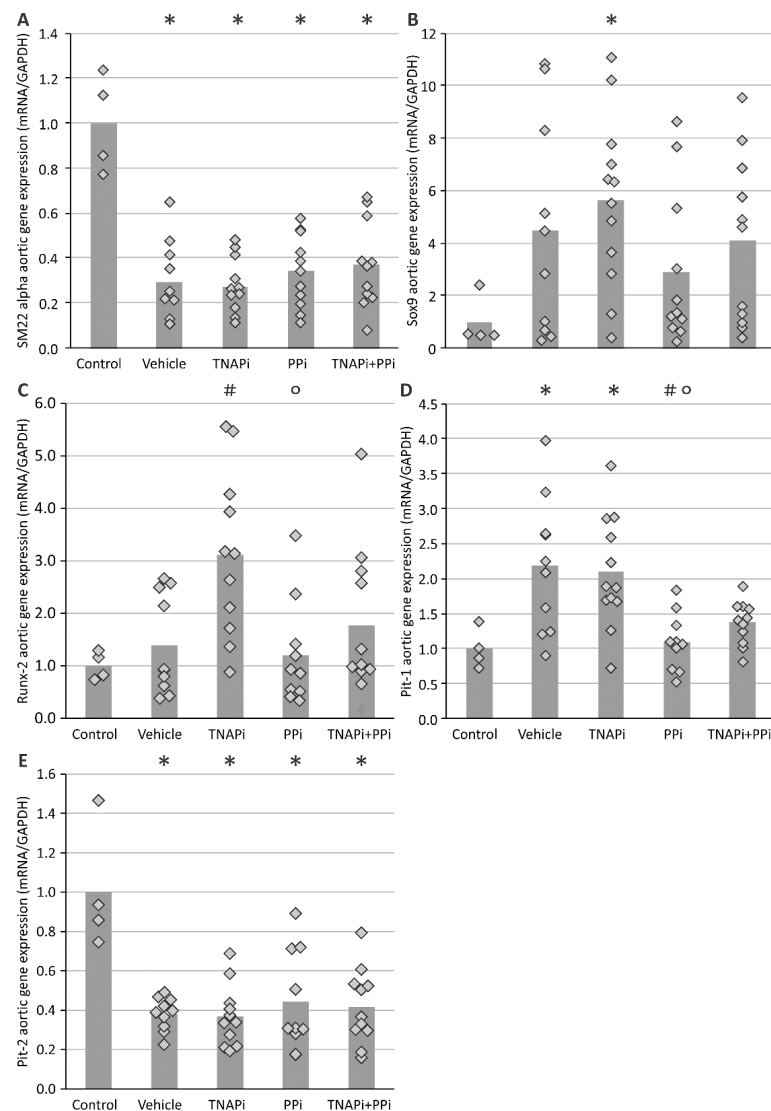 A
* * * *
SM22 alpha aortic gene expression (mRNA/GAPDH)
1.4
1.2
1.0
0.8
0.6
0.4
0.2
0.0
Control Vehicle TNAPi PPi TNAPi+PPi
B
*
Sox9 aortic gene expression (mRNA/GAPDH)
12
10
8
6
4
2
0
C
# o
Runx-2 aortic gene expression (mRNA/GAPDH)
6.0
5.0
4.0
3.0
2.0
1.0
0.0
Control Vehicle TNAPi PPi TNAPi+PPi
D
* * # o
Pit-1 aortic gene expression (mRNA/GAPDH)
4.5
4.0
3.5
3.0
2.5
2.0
1.5
1.0
0.5
0.0
Control Vehicle TNAPi PPi TNAPi+PPi
E
* * * *
Pit-2 aortic gene expression (mRNA/GAPDH)
1.6
1.4
1.2
1.0
0.8
0.6
0.4
0.2
0.0
Control Vehicle TNAPi PPi TNAPi+PPi